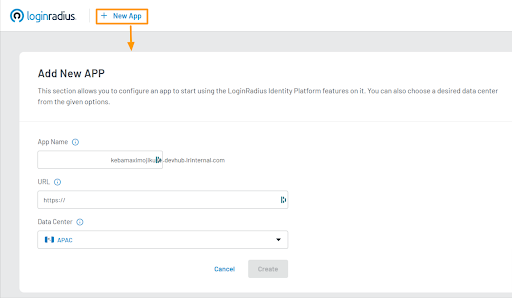 loginradius
+ New App
Add New APP
This section allows you to configure an app to start using the LoginRadius Identity Platform features on it. You can also choose a desired data center
from the given options.
App Name
.devhub.lrinternal.com
URL
https://
Data Center
APAC
Cancel
Create